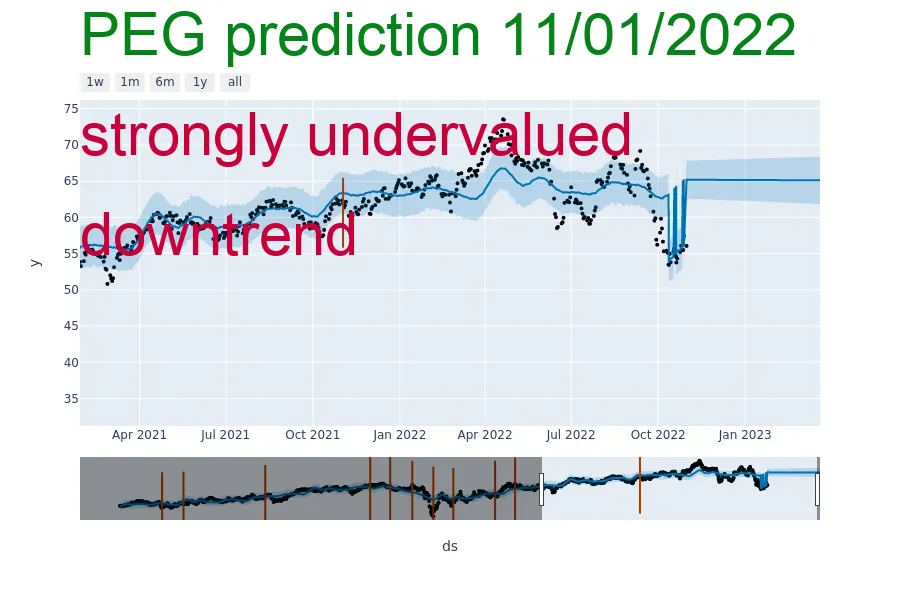 PEG prediction 11/01/2022
1w 1m 6m 1y all
strongly undervalued
downtrend
75
70
65
60
55
50
45
40
35
y
Apr 2021 Jul 2021 Oct 2021 Jan 2022 Apr 2022 Jul 2022 Oct 2022 Jan 2023
ds